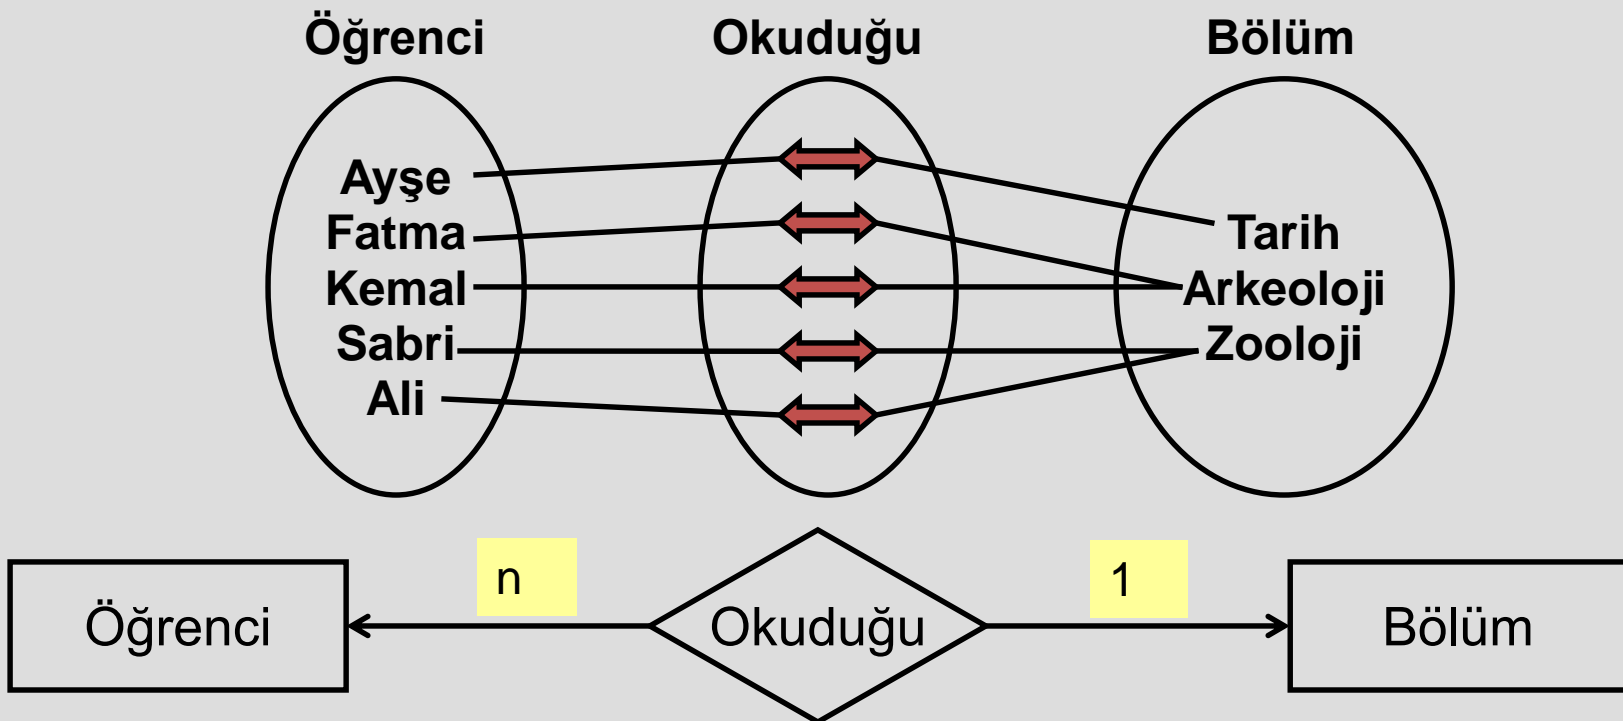 Öğrenci Okuduğu Bölüm
Ayşe
Fatma
Kemal
Sabri
Ali
Tarih
Arkeoloji
Zooloji
n
1
Öğrenci
Okuduğu
Bölüm